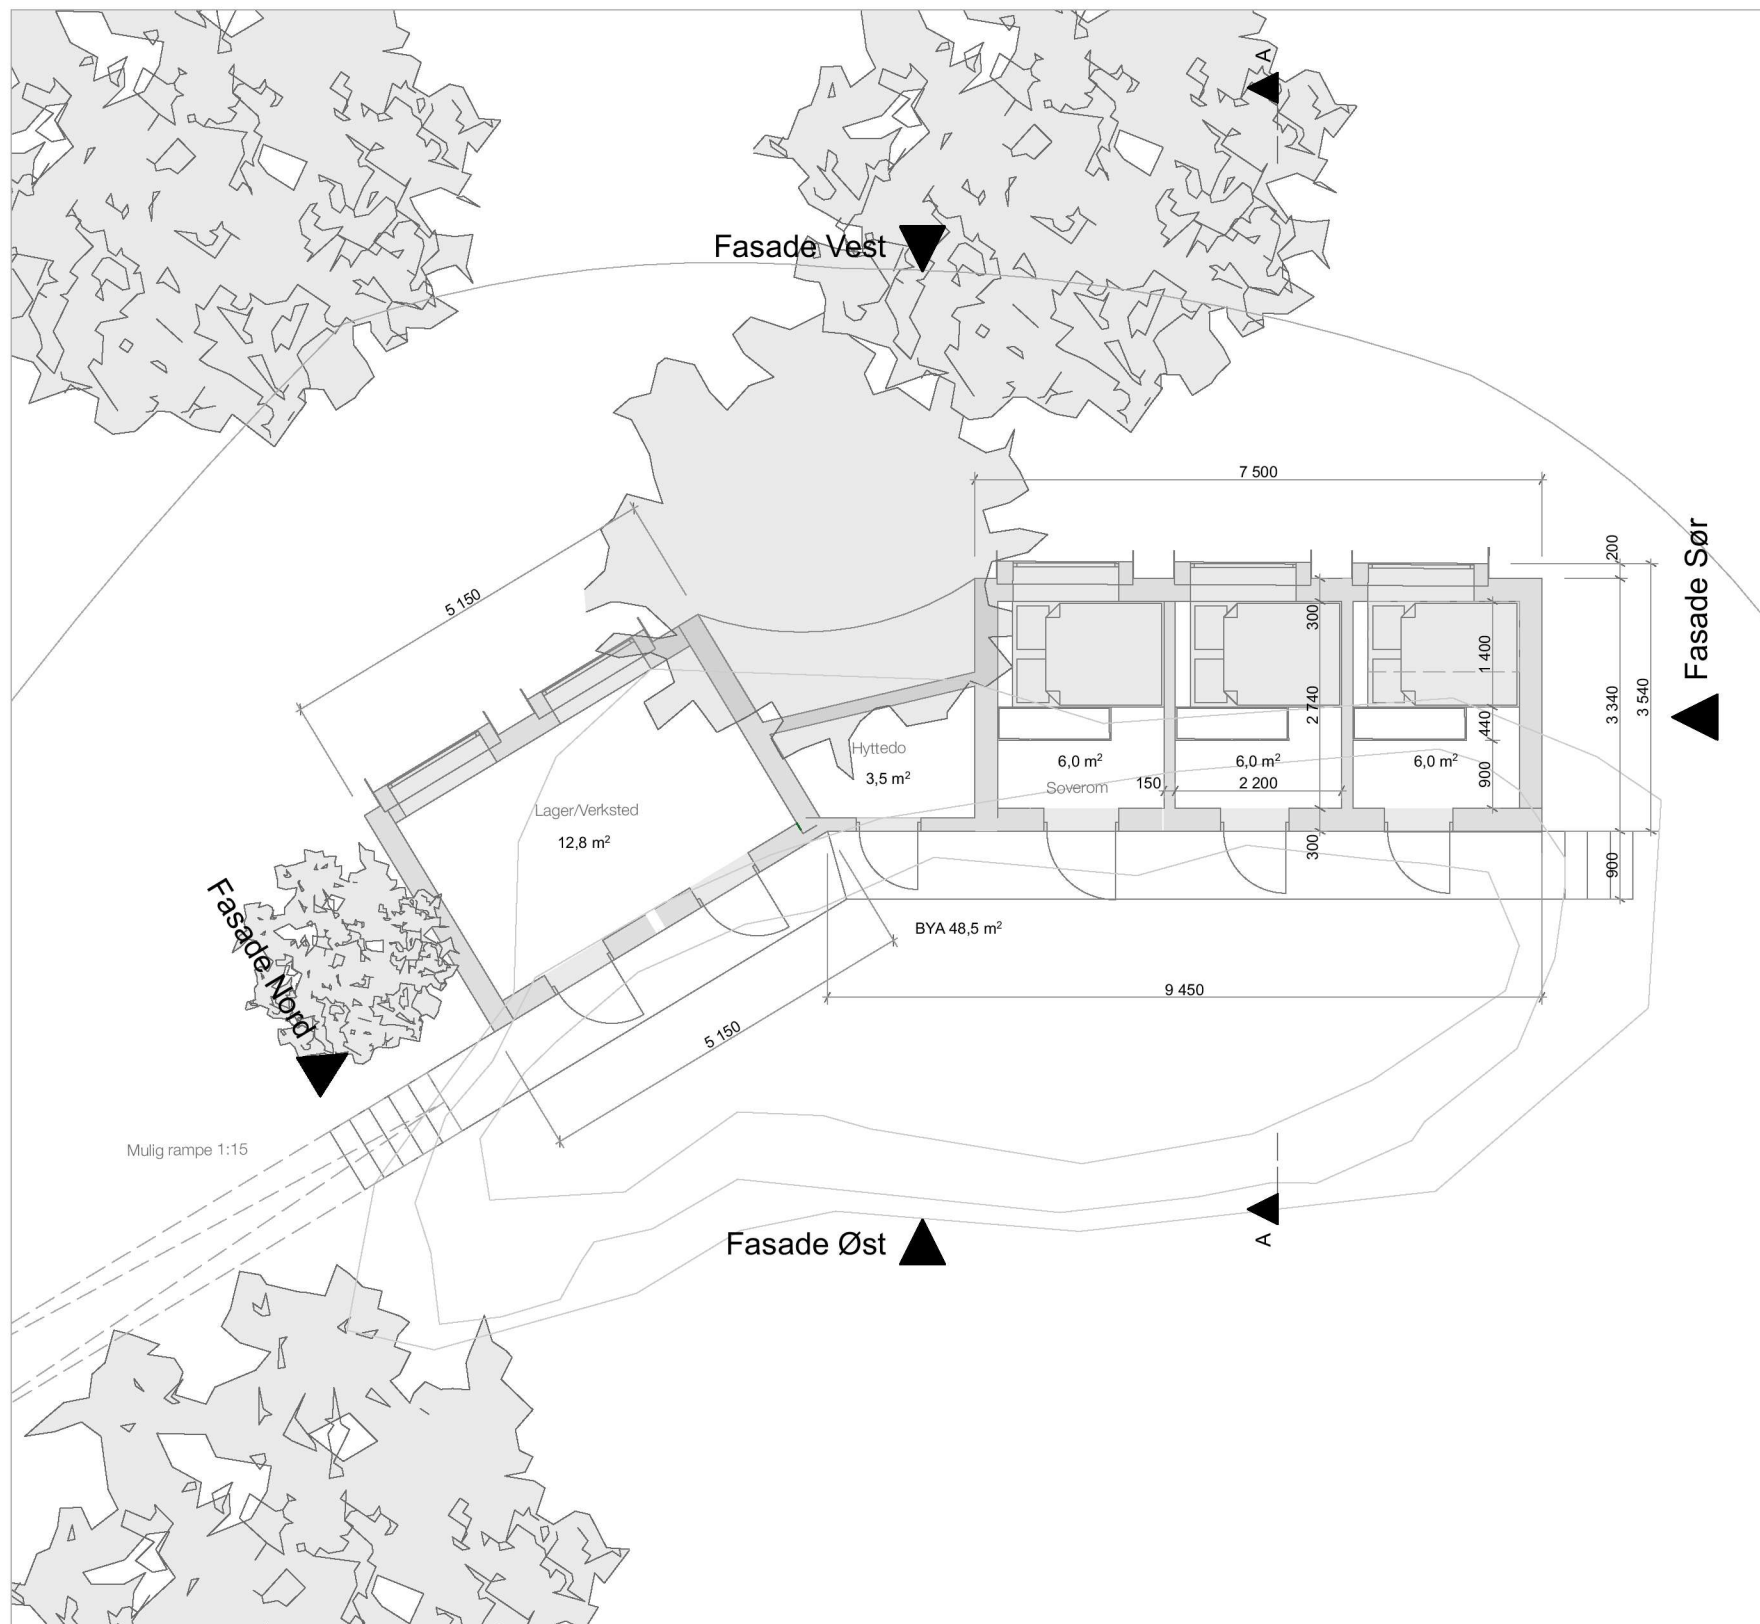 A
Fasade Vest
7 500
200
Fasade Sør
5 150
300
1 400
2 740
3 340
3 540
440
Hyttedo
3,5 m²
6,0 m²
6,0 m²
6,0 m²
900
Soverom
150
2 200
Lager/Verksted
12,8 m²
300
900
Fasade Nord
BYA 48,5 m²
9 450
5 150
Mulig rampe 1:15
Fasade Øst
A